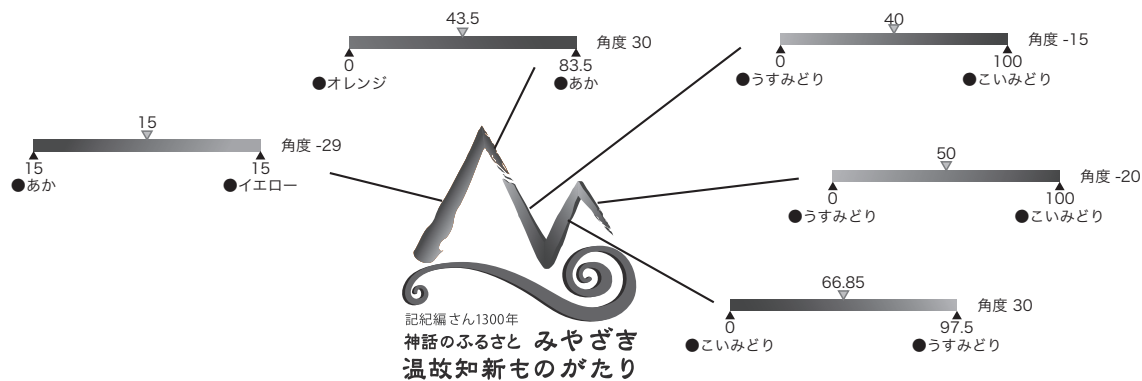 43.5
角度 30
0
83.5
●オレンジ
●あか
40
角度 -15
0
100
●うすみどり
●こいみどり
15
角度 -29
15
15
●あか
●イエロー
50
角度 -20
0
100
●うすみどり
●こいみどり
66.85
角度 30
0
97.5
●こいみどり
●うすみどり
記紀編さん1300年
神話のふるさと みやざき
温故知新ものがたり